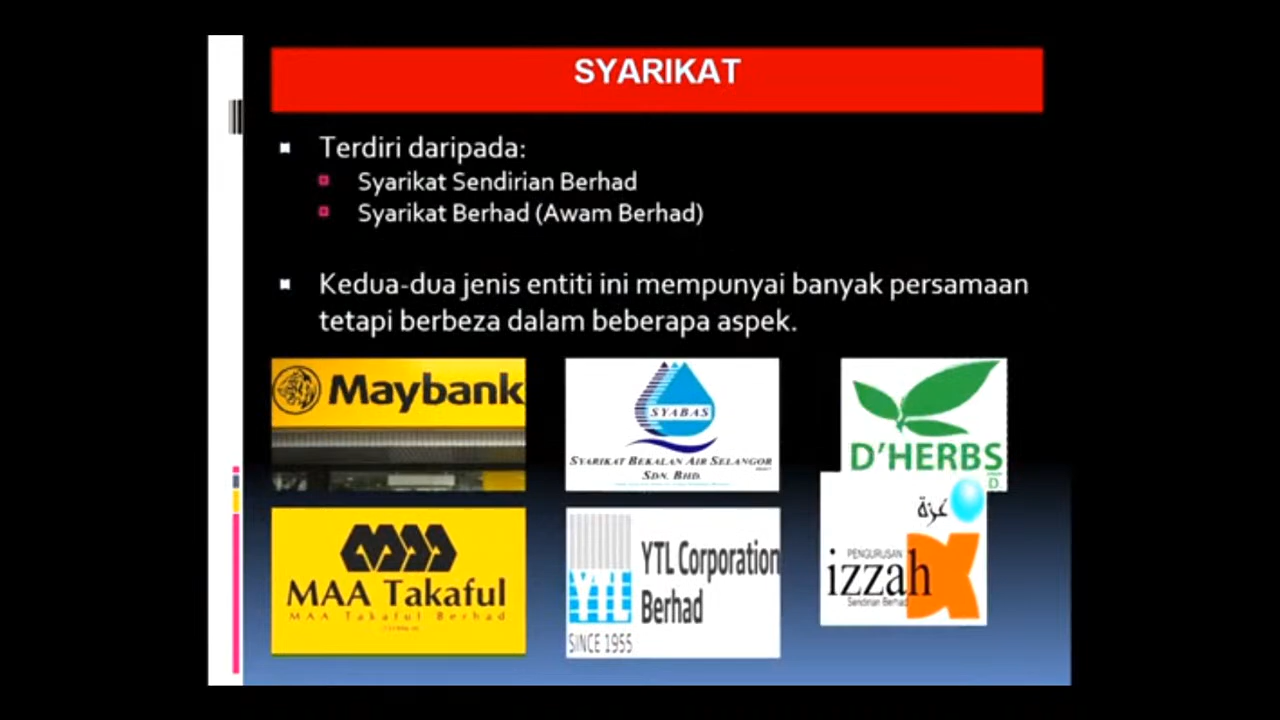 SYARIKAT
Terdiri daripada:
Syarikat Sendirian Berhad
Syarikat Berhad (Awam Berhad)
Kedua-dua jenis entiti ini mempunyai banyak persamaan
tetapi berbeza dalam beberapa aspek.
Maybank
SYABAS
SYARIKAT BEKALAN AIR SELANGOR
SDN. BHD.
D'HERBS
D.
MAA Takaful
MAA Takaful Berhad
YTL
YTL Corporation
Berhad
SINCE 1955
عزة
PENGURUSAN
izzah
Sendirian Berhad